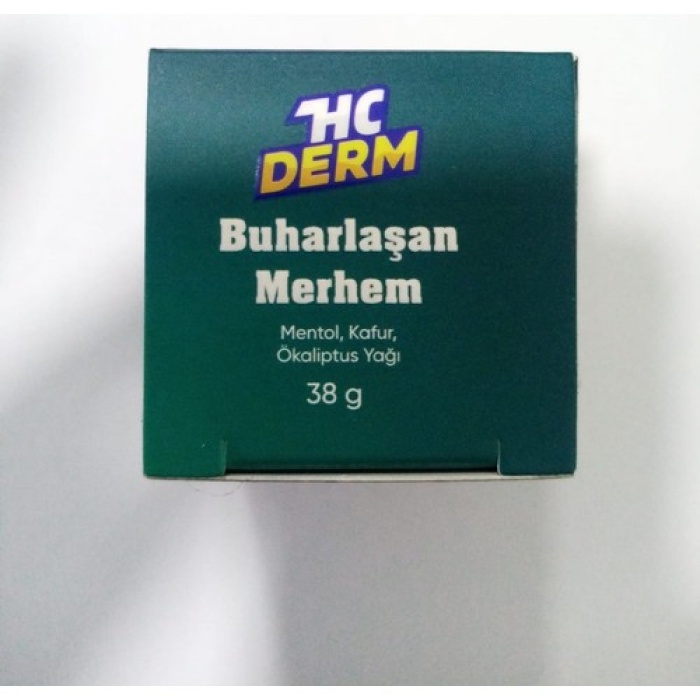 HC
DERM
Buharlaşan
Merhem
Mentol, Kafur,
Ökaliptus Yağı
38 g